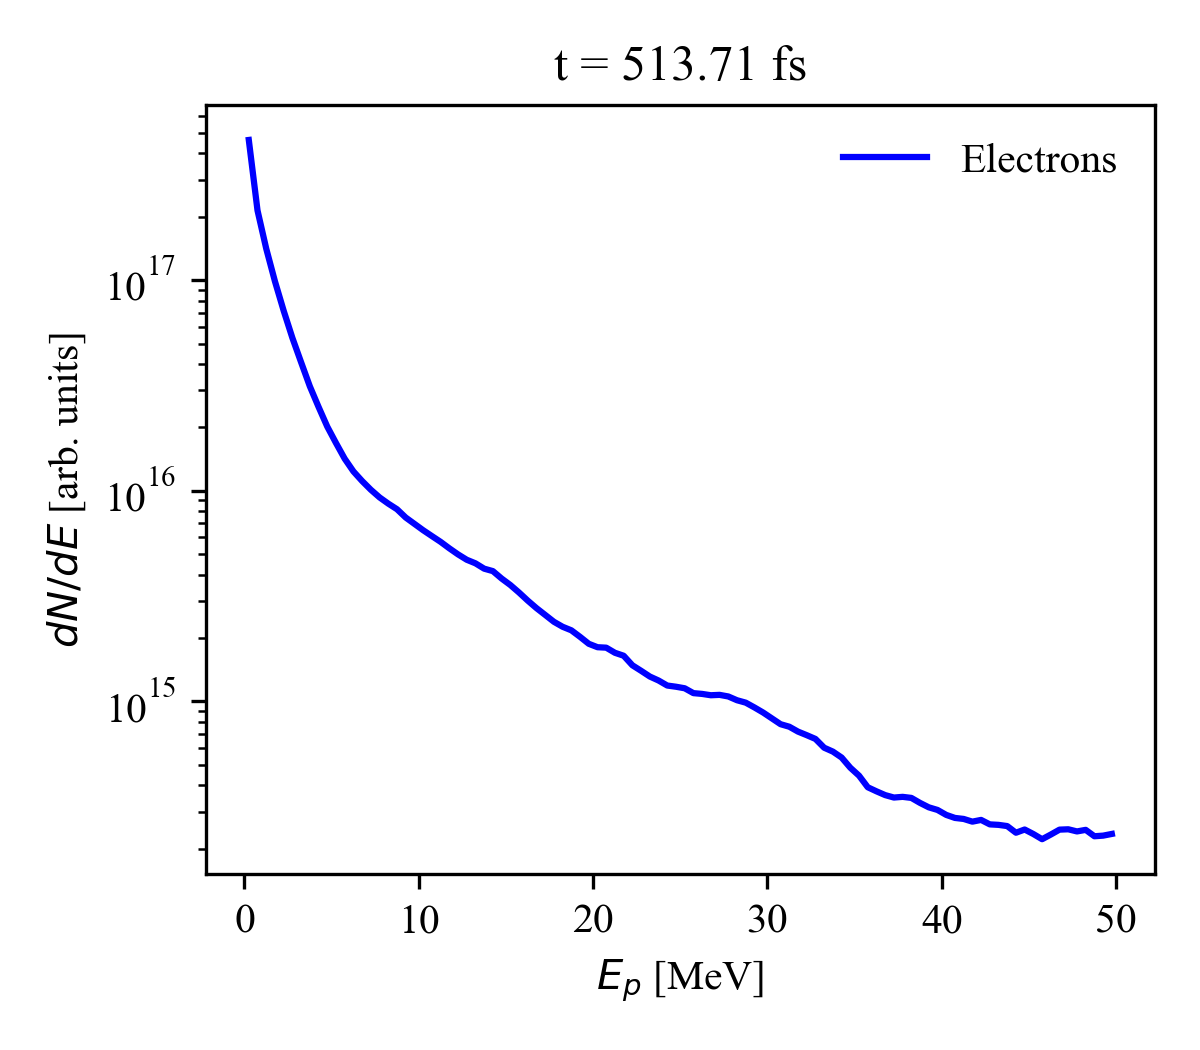 t = 513.71 fs
Electrons
10^17
10^16
10^15
dN/dE [arb. units]
0 10 20 30 40 50
E_p [MeV]